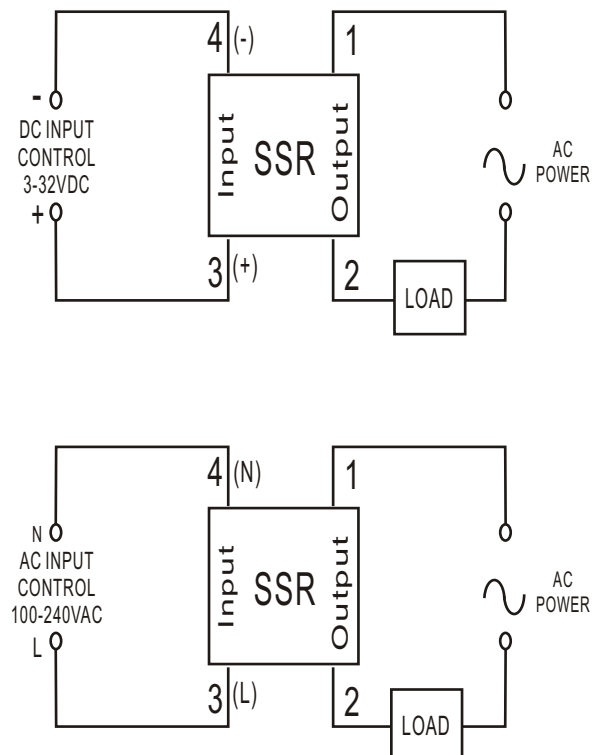 4 (-)
1
-
DC INPUT
CONTROL
3-32VDC
+
Input
SSR
Output
AC
POWER
3 (+)
2
LOAD
4 (N)
1
N
AC INPUT
CONTROL
100-240VAC
L
Input
SSR
Output
AC
POWER
3 (L)
2
LOAD